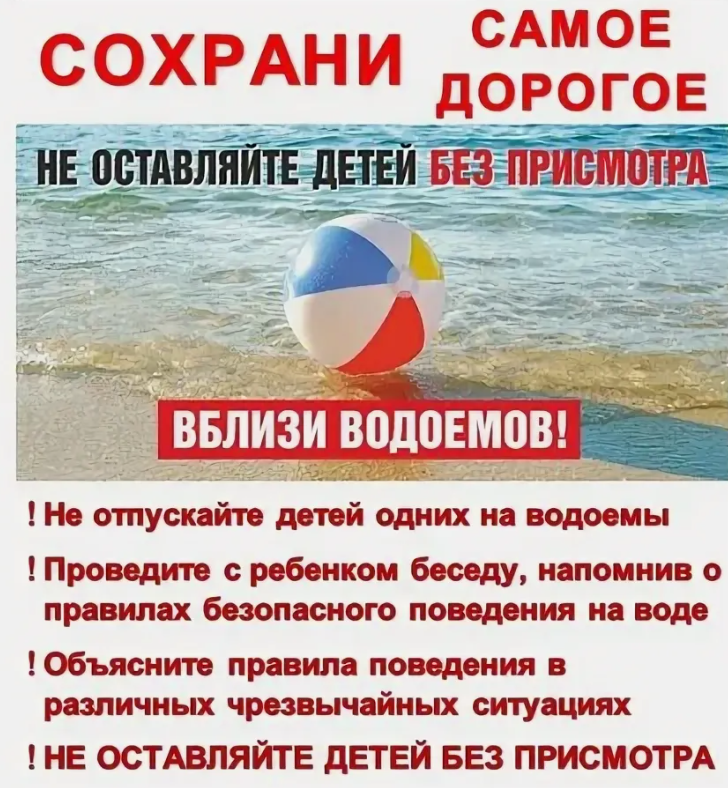 СОХРАНИ САМОЕ
ДОРОГОЕ
НЕ ОСТАВЛЯЙТЕ ДЕТЕЙ БЕЗ ПРИСМОТРА
ВБЛИЗИ ВОДОЕМОВ!
! Не отпускайте детей одних на водоемы
! Проведите с ребенком беседу, напомнив о
правилах безопасного поведения на воде
! Объясните правила поведения в
различных чрезвычайных ситуациях
! НЕ ОСТАВЛЯЙТЕ ДЕТЕЙ БЕЗ ПРИСМОТРА